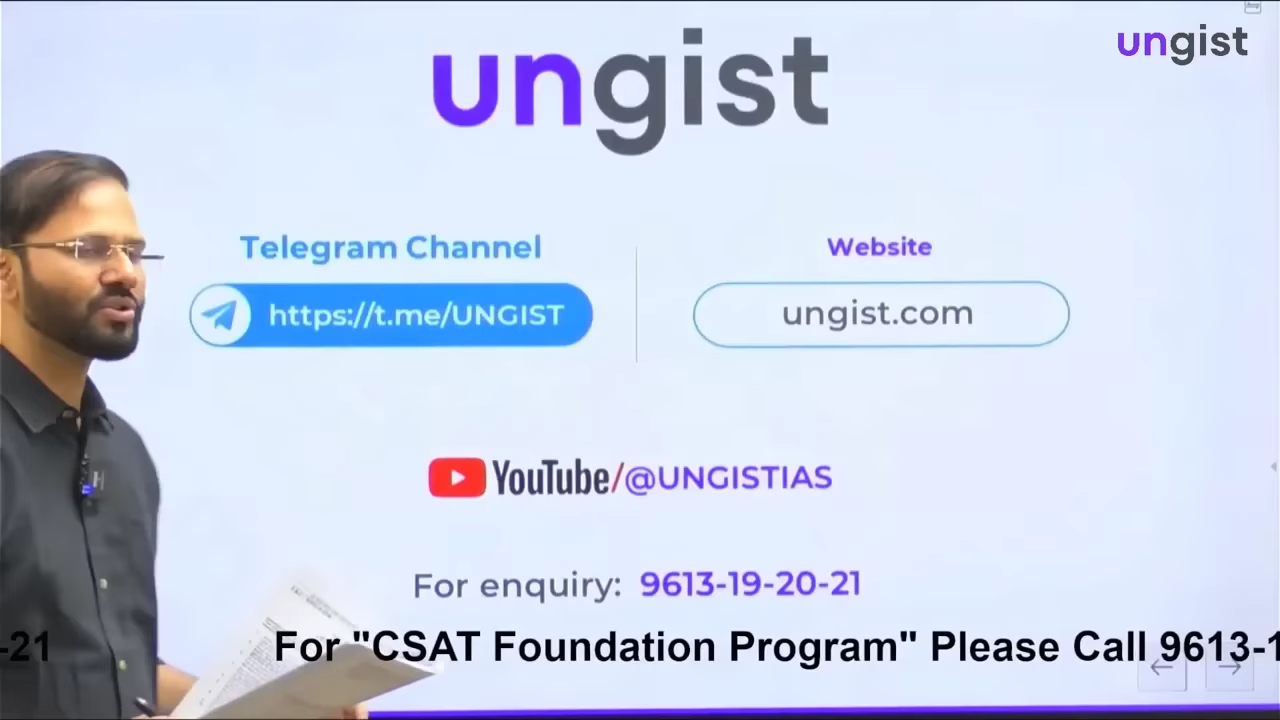 ungist
ungist
Telegram Channel
https://t.me/UNGIST
Website
ungist.com
YouTube/@UNGISTIAS
For enquiry: 9613-19-20-21
-21 For "CSAT Foundation Program" Please Call 9613-1